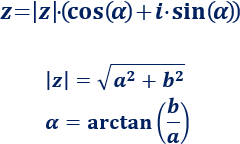 z=|z|·(cos(α)+i·sin(α))
|z| = √(a² + b²)
α = arctan(b/a)